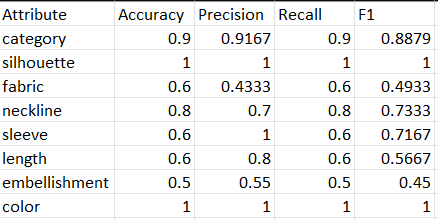 Attribute Accuracy Precision Recall F1
category 0.9 0.9167 0.9 0.8879
silhouette 1 1 1 1
fabric 0.6 0.4333 0.6 0.4933
neckline 0.8 0.7 0.8 0.7333
sleeve 0.6 1 0.6 0.7167
length 0.6 0.8 0.6 0.5667
embellishment 0.5 0.55 0.5 0.45
color 1 1 1 1